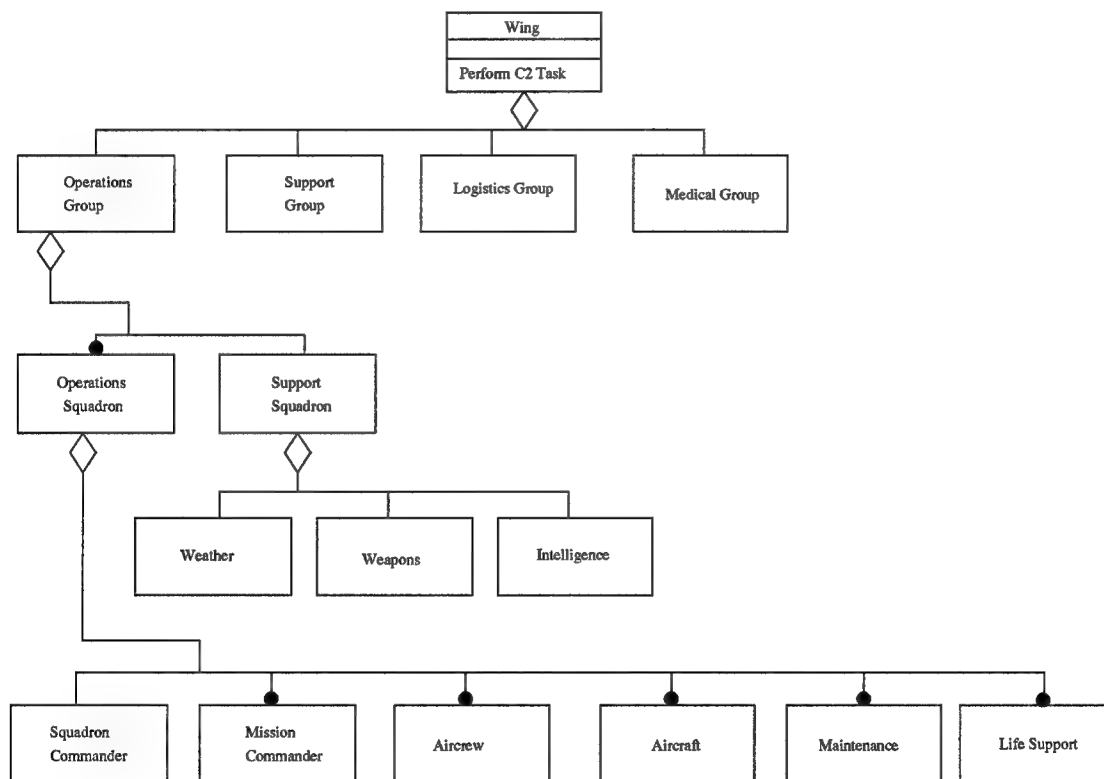 Wing
Perform C2 Task
Operations
Group
Support
Group
Logistics Group
Medical Group
Operations
Squadron
Support
Squadron
Weather
Weapons
Intelligence
Squadron
Commander
Mission
Commander
Aircrew
Aircraft
Maintenance
Life Support